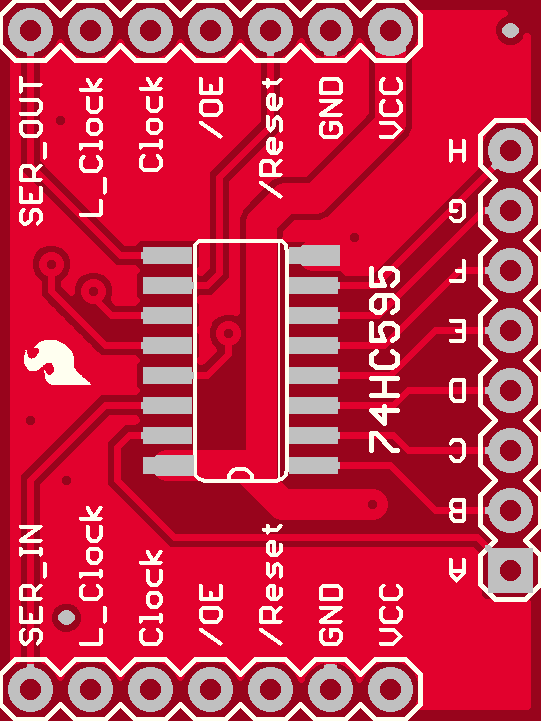 SER_OUT
L_Clock
Clock
/OE
/Reset
GND
VCC
H
G
F
E
D
C
B
A
74HC595
SER_IN
L_Clock
Clock
/OE
/Reset
GND
VCC